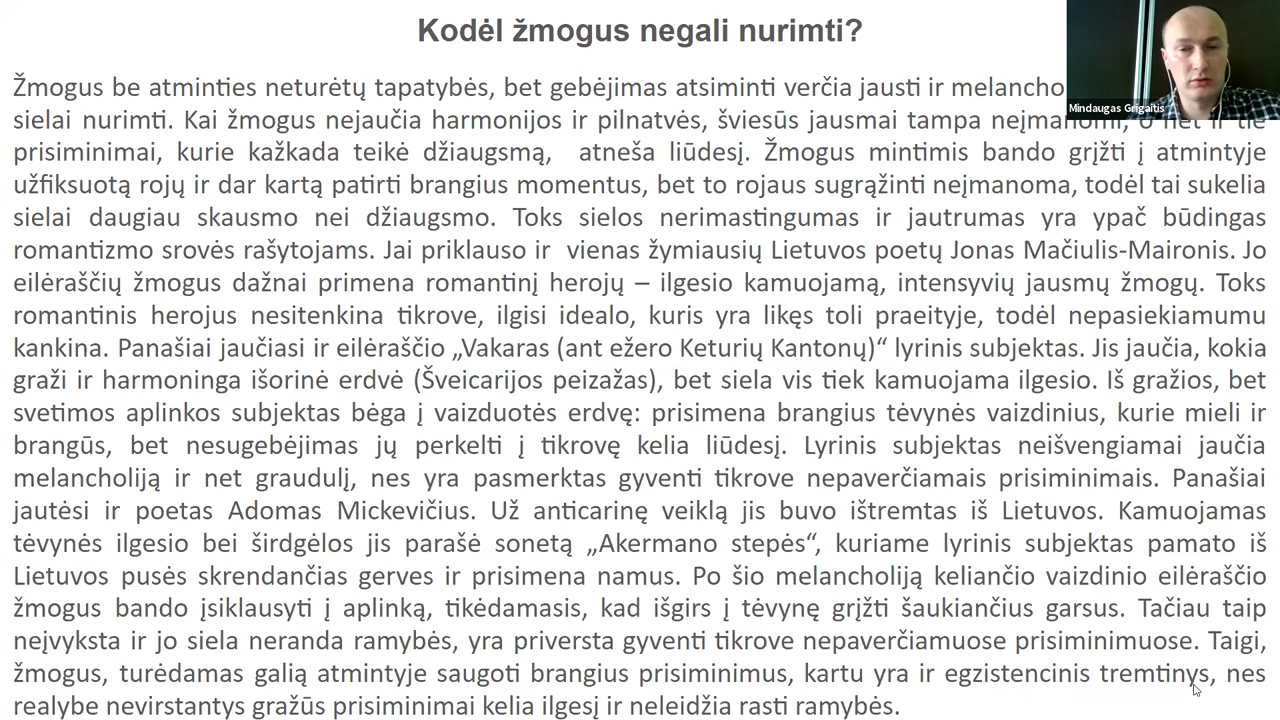 Kodėl žmogus negali nurimti?
Mindaugas Grigaitis
Žmogus be atminties neturėtų tapatybės, bet gebėjimas atsiminti verčia jausti ir melancho
sielai nurimti. Kai žmogus nejaučia harmonijos ir pilnatvės, šviesūs jausmai tampa neįmanomi, o net ir tie
prisiminimai, kurie kažkada teikė džiaugsmą, atneša liūdesį. Žmogus mintimis bando grįžti į atmintyje
užfiksuotą rojų ir dar kartą patirti brangius momentus, bet to rojaus sugrąžinti neįmanoma, todėl tai sukelia
sielai daugiau skausmo nei džiaugsmo. Toks sielos nerimastingumas ir jautrumas yra ypač būdingas
romantizmo srovės rašytojams. Jai priklauso ir vienas žymiausių Lietuvos poetų Jonas Mačiulis-Maironis. Jo
eilėraščių žmogus dažnai primena romantinį herojų – ilgesio kamuojamą, intensyvių jausmų žmogų. Toks
romantinis herojus nesitenkina tikrove, ilgisi idealo, kuris yra likęs toli praeityje, todėl nepasiekiamumu
kankina. Panašiai jaučiasi ir eilėraščio „Vakaras (ant ežero Keturių Kantonų)“ lyrinis subjektas. Jis jaučia, kokia
graži ir harmoninga išorinė erdvė (Šveicarijos peizažas), bet siela vis tiek kamuojama ilgesio. Iš gražios, bet
svetimos aplinkos subjektas bėga į vaizduotės erdvę: prisimena brangius tėvynės vaizdinius, kurie mieli ir
brangūs, bet nesugebėjimas jų perkelti į tikrovę kelia liūdesį. Lyrinis subjektas neišvengiamai jaučia
melancholiją ir net graudulį, nes yra pasmerktas gyventi tikrove nepaverčiamais prisiminimais. Panašiai
jautėsi ir poetas Adomas Mickevičius. Už anticarinę veiklą jis buvo ištremtas iš Lietuvos. Kamuojamas
tėvynės ilgesio bei širdgėlos jis parašė sonetą „Akermano stepės“, kuriame lyrinis subjektas pamato iš
Lietuvos pusės skrendančias gerves ir prisimena namus. Po šio melancholiją keliančio vaizdinio eilėraščio
žmogus bando įsiklausyti į aplinką, tikėdamasis, kad išgirs į tėvynę grįžti šaukiančius garsus. Tačiau taip
neįvyksta ir jo siela neranda ramybės, yra priversta gyventi tikrove nepaverčiamuose prisiminimuose. Taigi,
žmogus, turėdamas galią atmintyje saugoti brangius prisiminimus, kartu yra ir egzistencinis tremtinys, nes
realybe nevirstantys gražūs prisiminimai kelia ilgesį ir neleidžia rasti ramybės.